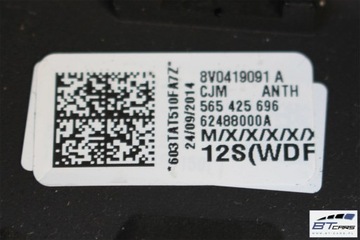 *603TAT510FA7Z*
24/09/2014
8V0419091 A
CJM ANTH
565 425 696
62488000A
M/X/X/X/X/X/
12S(WDF
BTCARS